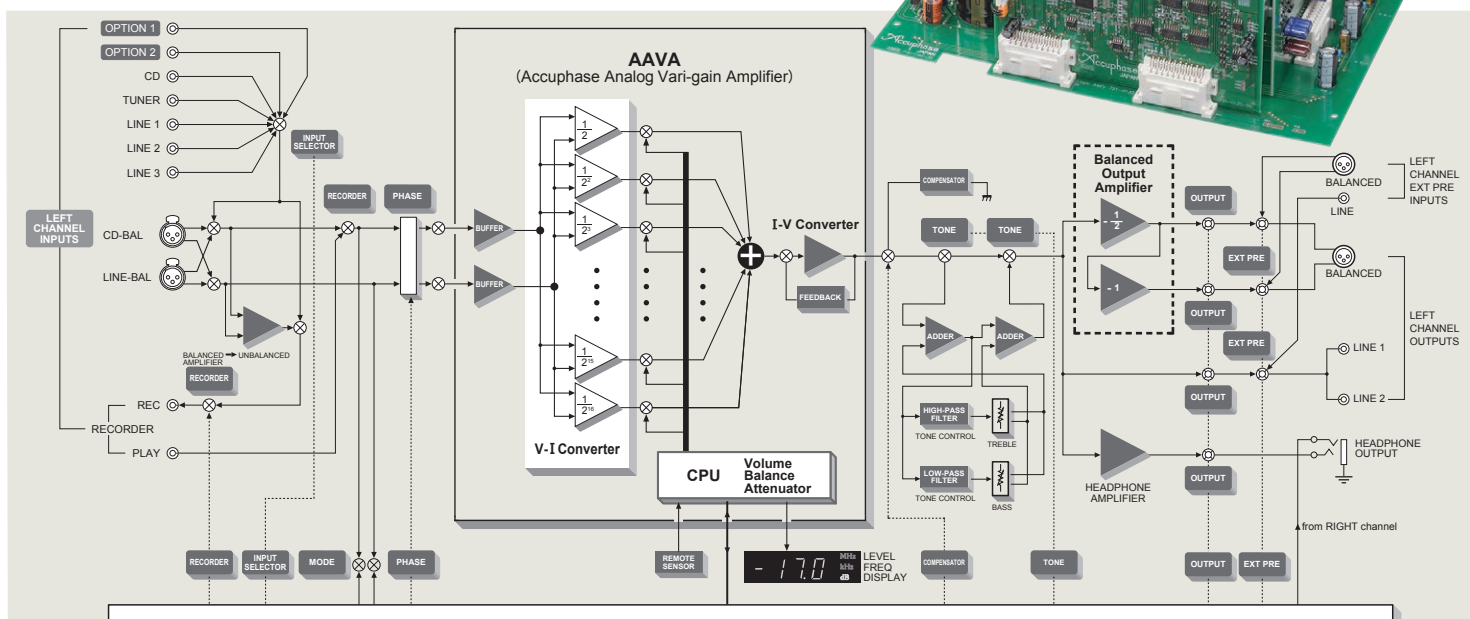 OPTION 1
OPTION 2
CD
TUNER
LINE 1
LINE 2
LINE 3
LEFT
CHANNEL
INPUTS
CD-BAL
LINE-BAL
BALANCED → UNBALANCED
AMPLIFIER
RECORDER
REC
RECORDER
PLAY
INPUT
SELECTOR
RECORDER
PHASE
AAVA
(Accuphase Analog Vari-gain Amplifier)
BUFFER
BUFFER
1/2
1/2²
1/2³
1/2¹⁵
1/2¹⁶
V-I Converter
CPU
Volume
Balance
Attenuator
I-V Converter
FEEDBACK
Accuphase
Accuphase
COMPENSATOR
TONE
TONE
ADDER
ADDER
HIGH-PASS
FILTER
TONE CONTROL
TREBLE
LOW-PASS
FILTER
TONE CONTROL
BASS
Balanced
Output
Amplifier
- 1/2
- 1
HEADPHONE
AMPLIFIER
OUTPUT
EXT PRE
OUTPUT
EXT PRE
OUTPUT
OUTPUT
BALANCED
LINE
LEFT
CHANNEL
EXT PRE
INPUTS
BALANCED
LEFT
CHANNEL
OUTPUTS
LINE 1
LINE 2
HEADPHONE
OUTPUT
from RIGHT channel
RECORDER
INPUT
SELECTOR
MODE
PHASE
REMOTE
SENSOR
- 17.0
MHz
kHz
dB
LEVEL
FREQ
DISPLAY
COMPENSATOR
TONE
OUTPUT
EXT PRE